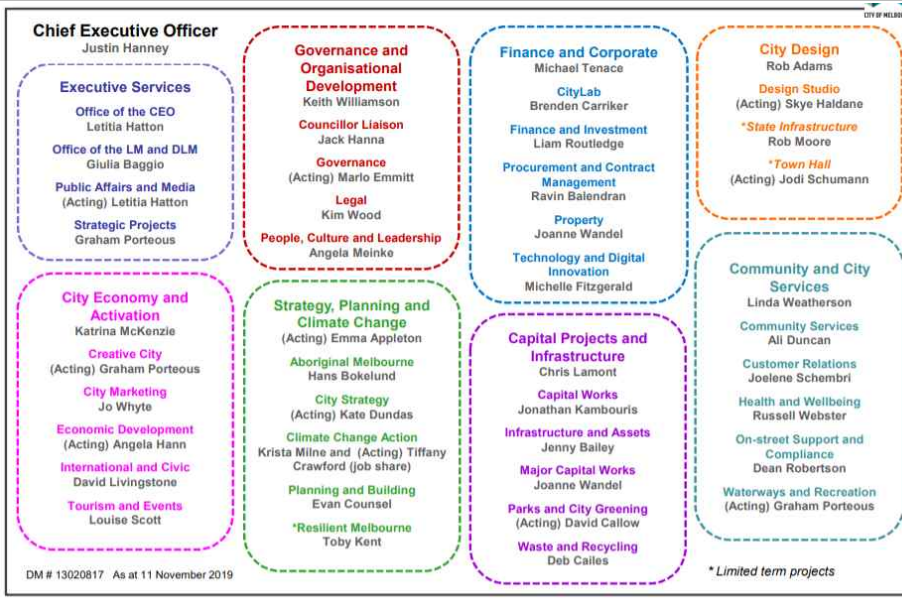 CITY OF MELBOURNE
Chief Executive Officer
Justin Hanney
Executive Services
Office of the CEO
Letitia Hatton
Office of the LM and DLM
Giulia Baggio
Public Affairs and Media
(Acting) Letitia Hatton
Strategic Projects
Graham Porteous
City Economy and
Activation
Katrina McKenzie
Creative City
(Acting) Graham Porteous
City Marketing
Jo Whyte
Economic Development
(Acting) Angela Hann
International and Civic
David Livingstone
Tourism and Events
Louise Scott
Governance and
Organisational
Development
Keith Williamson
Councillor Liaison
Jack Hanna
Governance
(Acting) Marlo Emmitt
Legal
Kim Wood
People, Culture and Leadership
Angela Meinke
Strategy, Planning and
Climate Change
(Acting) Emma Appleton
Aboriginal Melbourne
Hans Bokelund
City Strategy
(Acting) Kate Dundas
Climate Change Action
Krista Milne and (Acting) Tiffany
Crawford (job share)
Planning and Building
Evan Counsel
*Resilient Melbourne
Toby Kent
Finance and Corporate
Michael Tenace
CityLab
Brenden Carriker
Finance and Investment
Liam Routledge
Procurement and Contract
Management
Ravin Balendran
Property
Joanne Wandel
Technology and Digital
Innovation
Michelle Fitzgerald
Capital Projects and
Infrastructure
Chris Lamont
Capital Works
Jonathan Kambouris
Infrastructure and Assets
Jenny Bailey
Major Capital Works
Joanne Wandel
Parks and City Greening
(Acting) David Callow
Waste and Recycling
Deb Cailes
City Design
Rob Adams
Design Studio
(Acting) Skye Haldane
*State Infrastructure
Rob Moore
*Town Hall
(Acting) Jodi Schumann
Community and City
Services
Linda Weatherson
Community Services
Ali Duncan
Customer Relations
Joelene Schembri
Health and Wellbeing
Russell Webster
On-street Support and
Compliance
Dean Robertson
Waterways and Recreation
(Acting) Graham Porteous
DM # 13020817 As at 11 November 2019
* Limited term projects